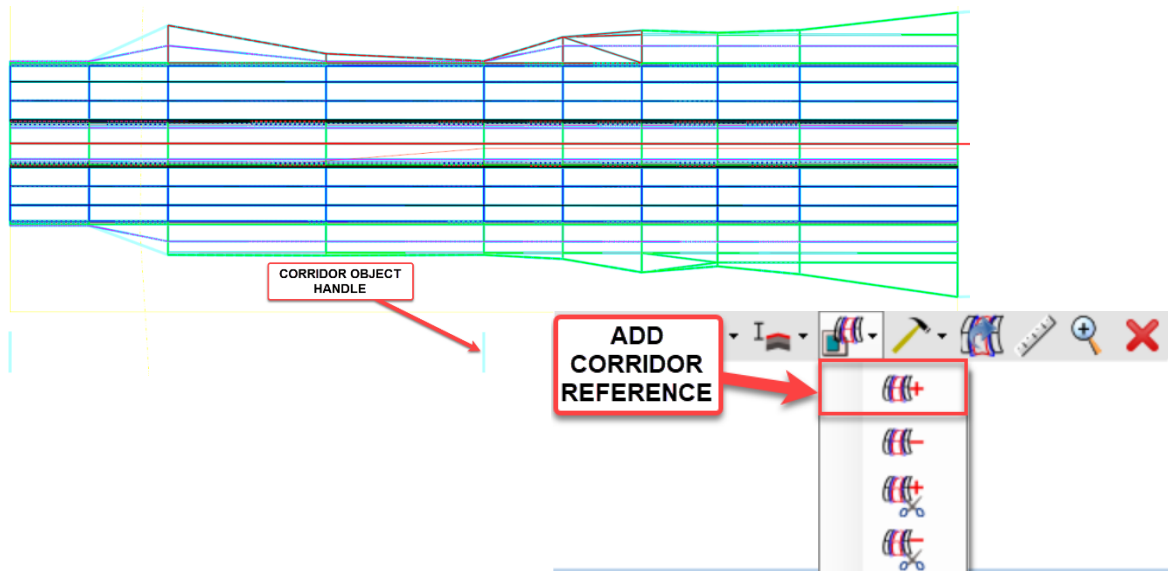 CORRIDOR OBJECT
HANDLE
ADD
CORRIDOR
REFERENCE